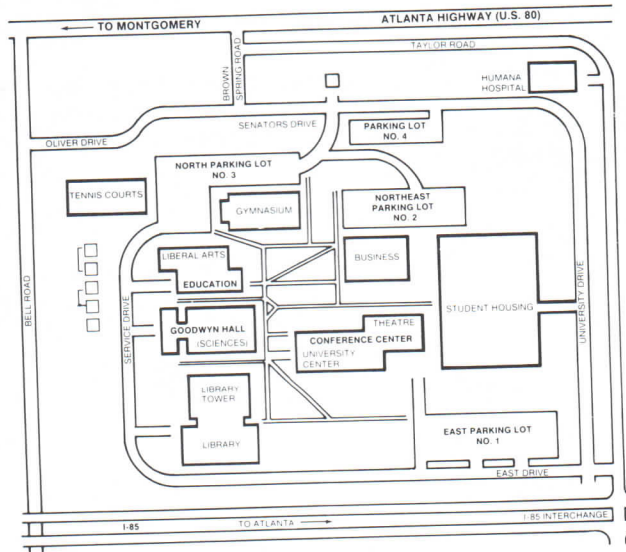 TO MONTGOMERY
ATLANTA HIGHWAY (U.S. 80)
TAYLOR ROAD
BROWN
SPRING ROAD
HUMANA
HOSPITAL
SENATORS DRIVE
PARKING LOT
NO. 4
OLIVER DRIVE
NORTH PARKING LOT
NO. 3
TENNIS COURTS
GYMNASIUM
NORTHEAST
PARKING LOT
NO. 2
LIBERAL ARTS
EDUCATION
BUSINESS
BELL ROAD
SERVICE DRIVE
GOODWYN HALL
(SCIENCES)
THEATRE
CONFERENCE CENTER
UNIVERSITY
CENTER
STUDENT HOUSING
UNIVERSITY DRIVE
LIBRARY
TOWER
LIBRARY
EAST PARKING LOT
NO. 1
EAST DRIVE
I-85
TO ATLANTA
I-85 INTERCHANGE